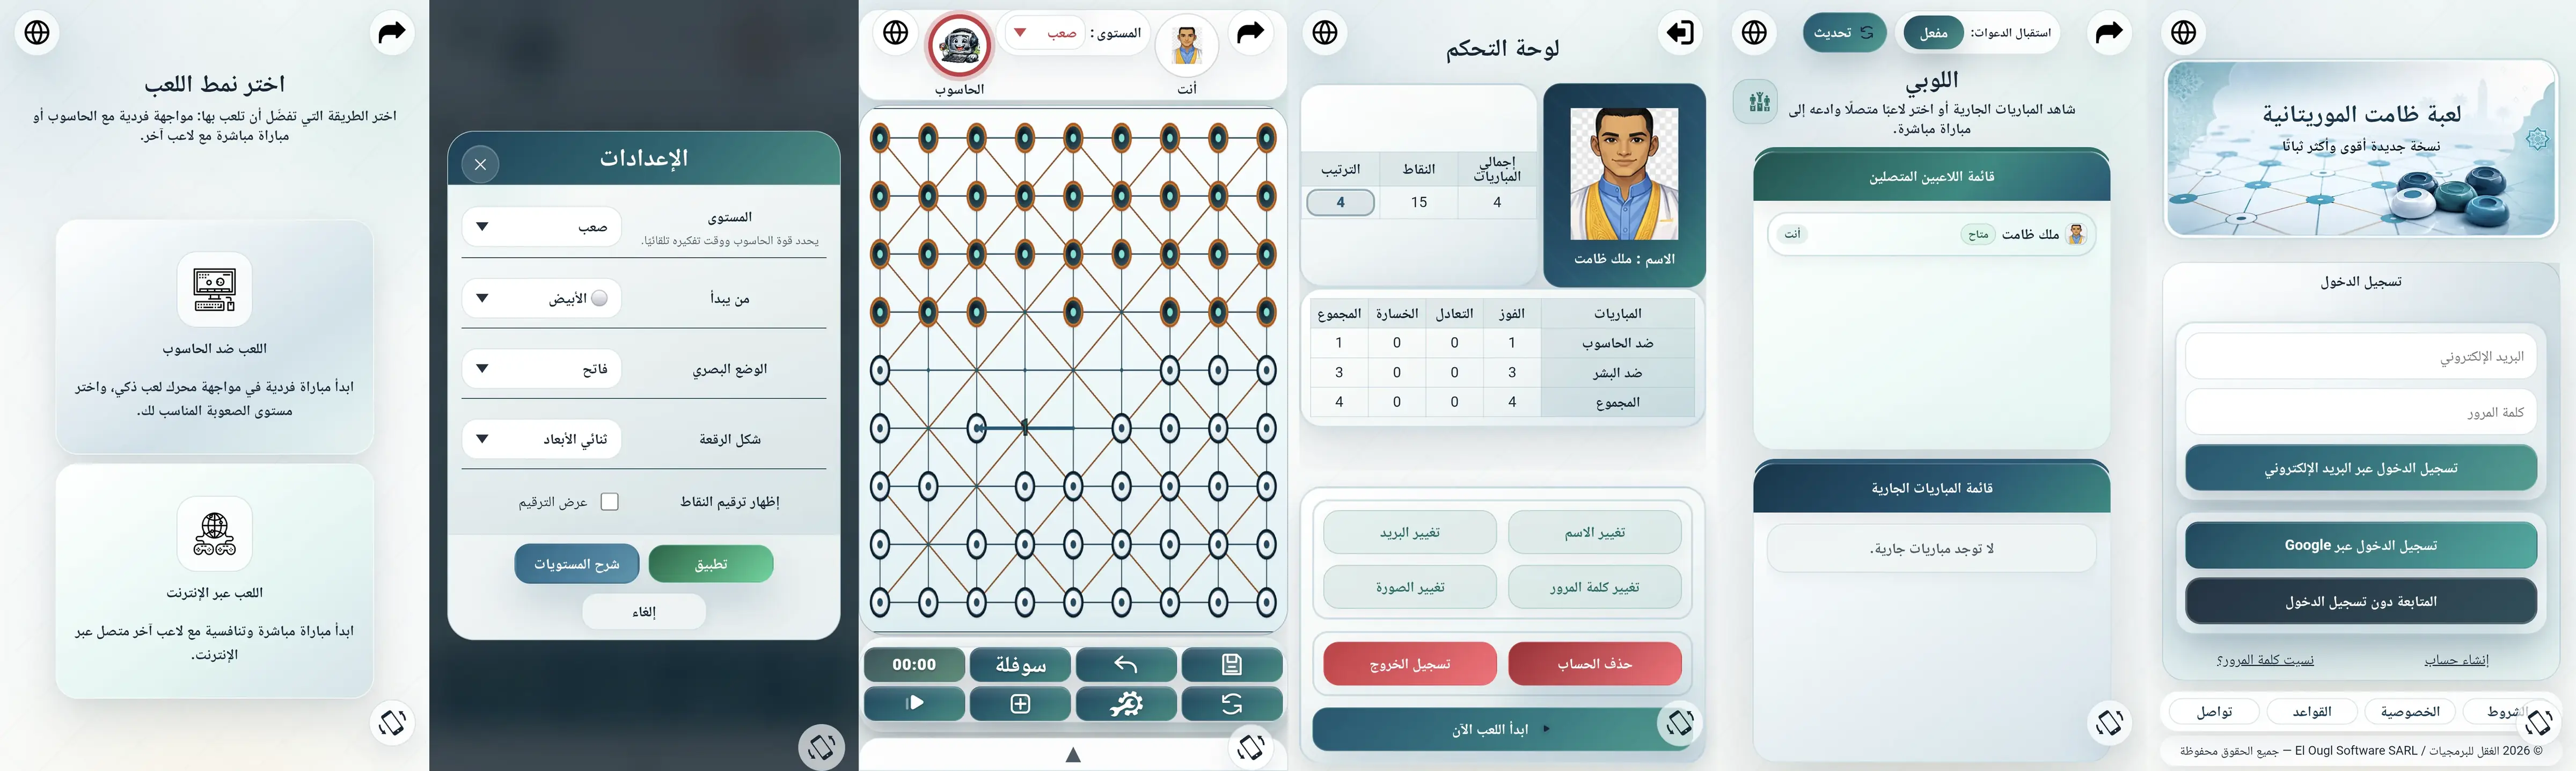 اختر نمط اللعب
اختر الطريقة التي تفضّل أن تلعب بها: مواجهة فردية مع الحاسوب أو
مباراة مباشرة مع لاعب آخر.
اللعب ضد الحاسوب
ابدأ مباراة فردية في مواجهة محرك لعب ذكي، واختر
مستوى الصعوبة المناسب لك.
اللعب عبر الإنترنت
ابدأ مباراة مباشرة وتنافسية مع لاعب آخر متصل عبر
الإنترنت.
الإعدادات
المستوى
يحدد قوة الحاسوب ووقت تفكيره تلقائيًا.
صعب
من يبدأ
الأبيض
الوضع البصري
فاتح
شكل الرقعة
ثنائي الأبعاد
إظهار ترقيم النقاط
عرض الترقيم
تطبيق
شرح المستويات
إلغاء
المستوى:
صعب
أنت
الحاسوب
سوفلة
00:00
لوحة التحكم
الاسم : ملك ظامت
إجمالي المباريات النقاط الترتيب
4 15 4
المباريات الفوز التعادل الخسارة المجموع
ضد الحاسوب 1 0 0 1
ضد البشر 3 0 0 3
المجموع 4 0 0 4
تغيير الاسم
تغيير البريد
تغيير كلمة المرور
تغيير الصورة
حذف الحساب
تسجيل الخروج
ابدأ اللعب الآن
استقبال الدعوات:
مفعل
تحديث
اللوبي
شاهد المباريات الجارية أو اختر لاعبًا متصلًا وادعه إلى
مباراة مباشرة.
قائمة اللاعبين المتصلين
ملك ظامت
متاح
أنت
قائمة المباريات الجارية
لا توجد مباريات جارية.
لعبة ظامت الموريتانية
نسخة جديدة أقوى وأكثر ثباتًا
تسجيل الدخول
البريد الإلكتروني
كلمة المرور
تسجيل الدخول عبر البريد الإلكتروني
تسجيل الدخول عبر Google
المتابعة دون تسجيل الدخول
إنشاء حساب
نسيت كلمة المرور؟
الشروط
الخصوصية
القواعد
تواصل
© 2026 العُقل للبرمجيات / El Ougl Software SARL — جميع الحقوق محفوظة